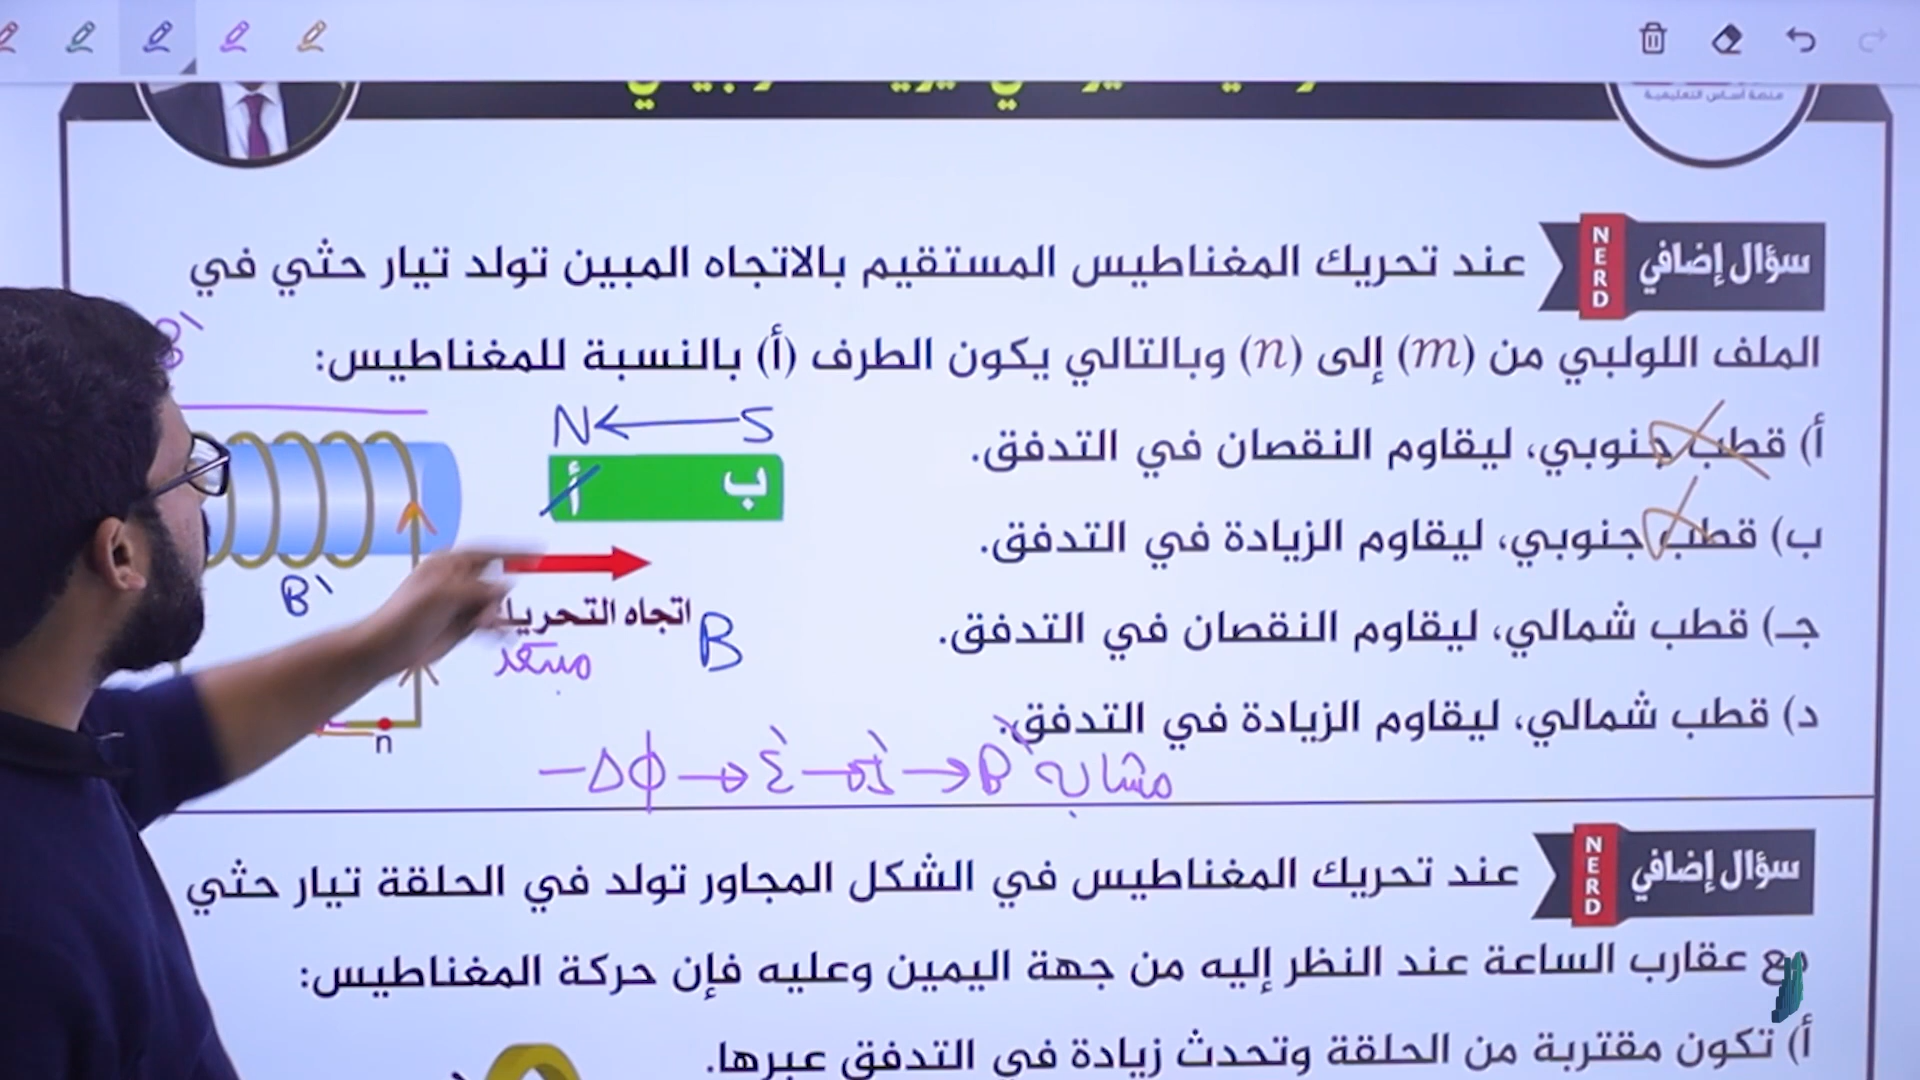 منصة أساس التعليمية
سؤال إضافي NERD عند تحريك المغناطيس المستقيم بالاتجاه المبين تولد تيار حثي في
الملف اللولبي من (m) إلى (n) وبالتالي يكون الطرف (أ) بالنسبة للمغناطيس:
أ) قطب جنوبي، ليقاوم النقصان في التدفق.
ب) قطب جنوبي، ليقاوم الزيادة في التدفق.
جـ) قطب شمالي، ليقاوم النقصان في التدفق.
د) قطب شمالي، ليقاوم الزيادة في التدفق.
B'
N ← S
أ ب
B'
اتجاه التحريك
B
مبتعد
n
−ΔΦ → ε' → I' → B' مشابه
سؤال إضافي NERD عند تحريك المغناطيس في الشكل المجاور تولد في الحلقة تيار حثي
مع عقارب الساعة عند النظر إليه من جهة اليمين وعليه فإن حركة المغناطيس:
أ) تكون مقتربة من الحلقة وتحدث زيادة في التدفق عبرها.